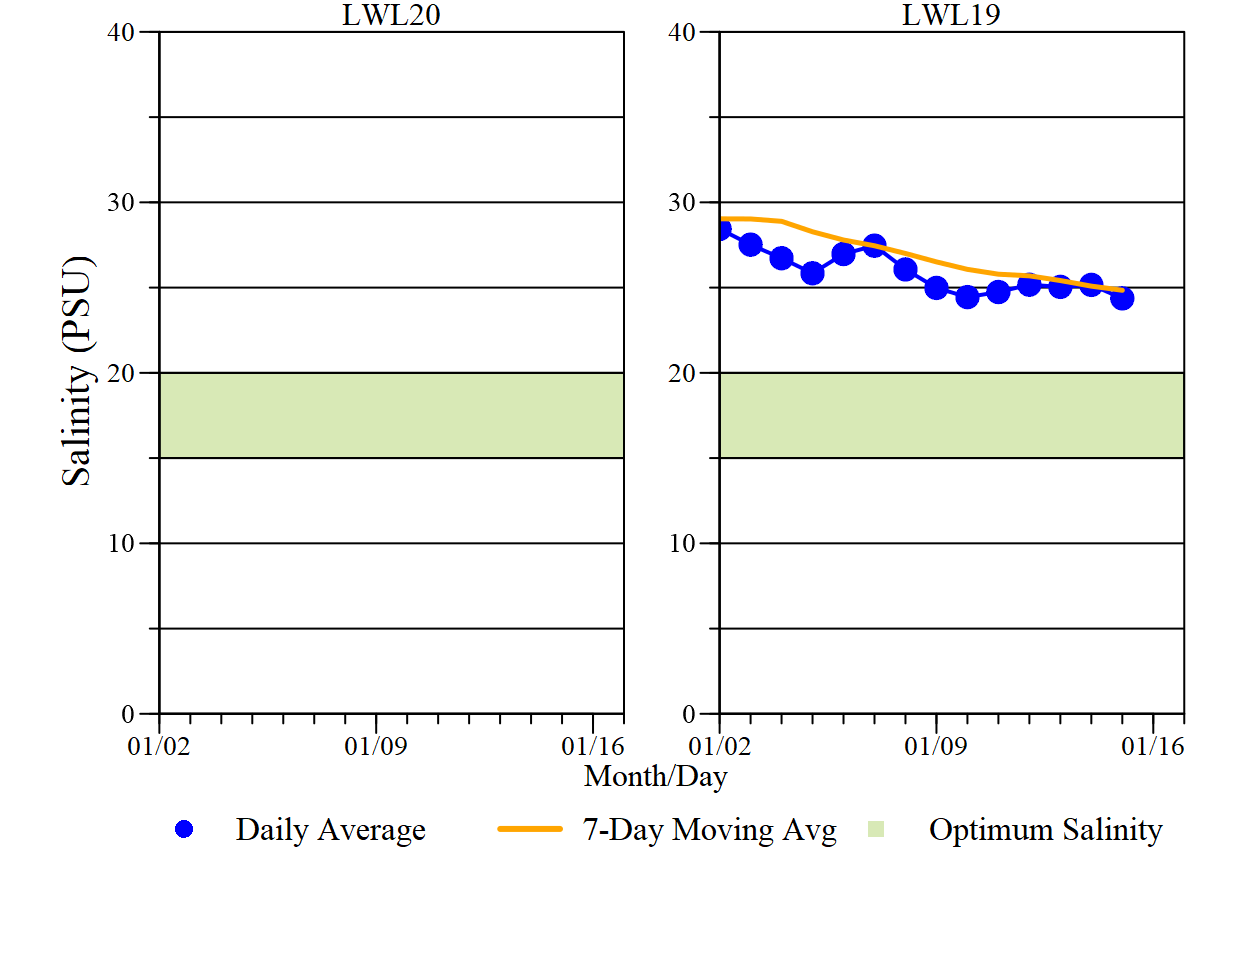 LWL20 LWL19
40 40
30 30
Salinity (PSU)
20 20
10 10
0 0
01/02 01/09 01/16 01/02 01/09 01/16
Month/Day
Daily Average 7-Day Moving Avg Optimum Salinity